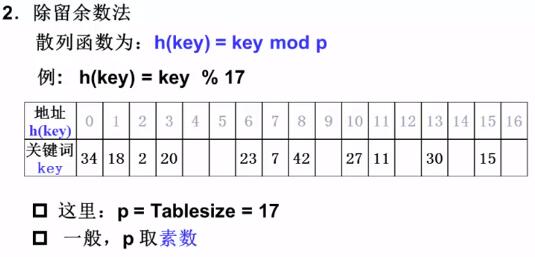 2. 除留余数法
散列函数为：h(key) = key mod p
例: h(key) = key % 17
地址 h(key) 0 1 2 3 4 5 6 7 8 9 10 11 12 13 14 15 16
关键词 key 34 18 2 20 23 7 42 27 11 30 15
这里：p = Tablesize = 17
一般，p 取素数